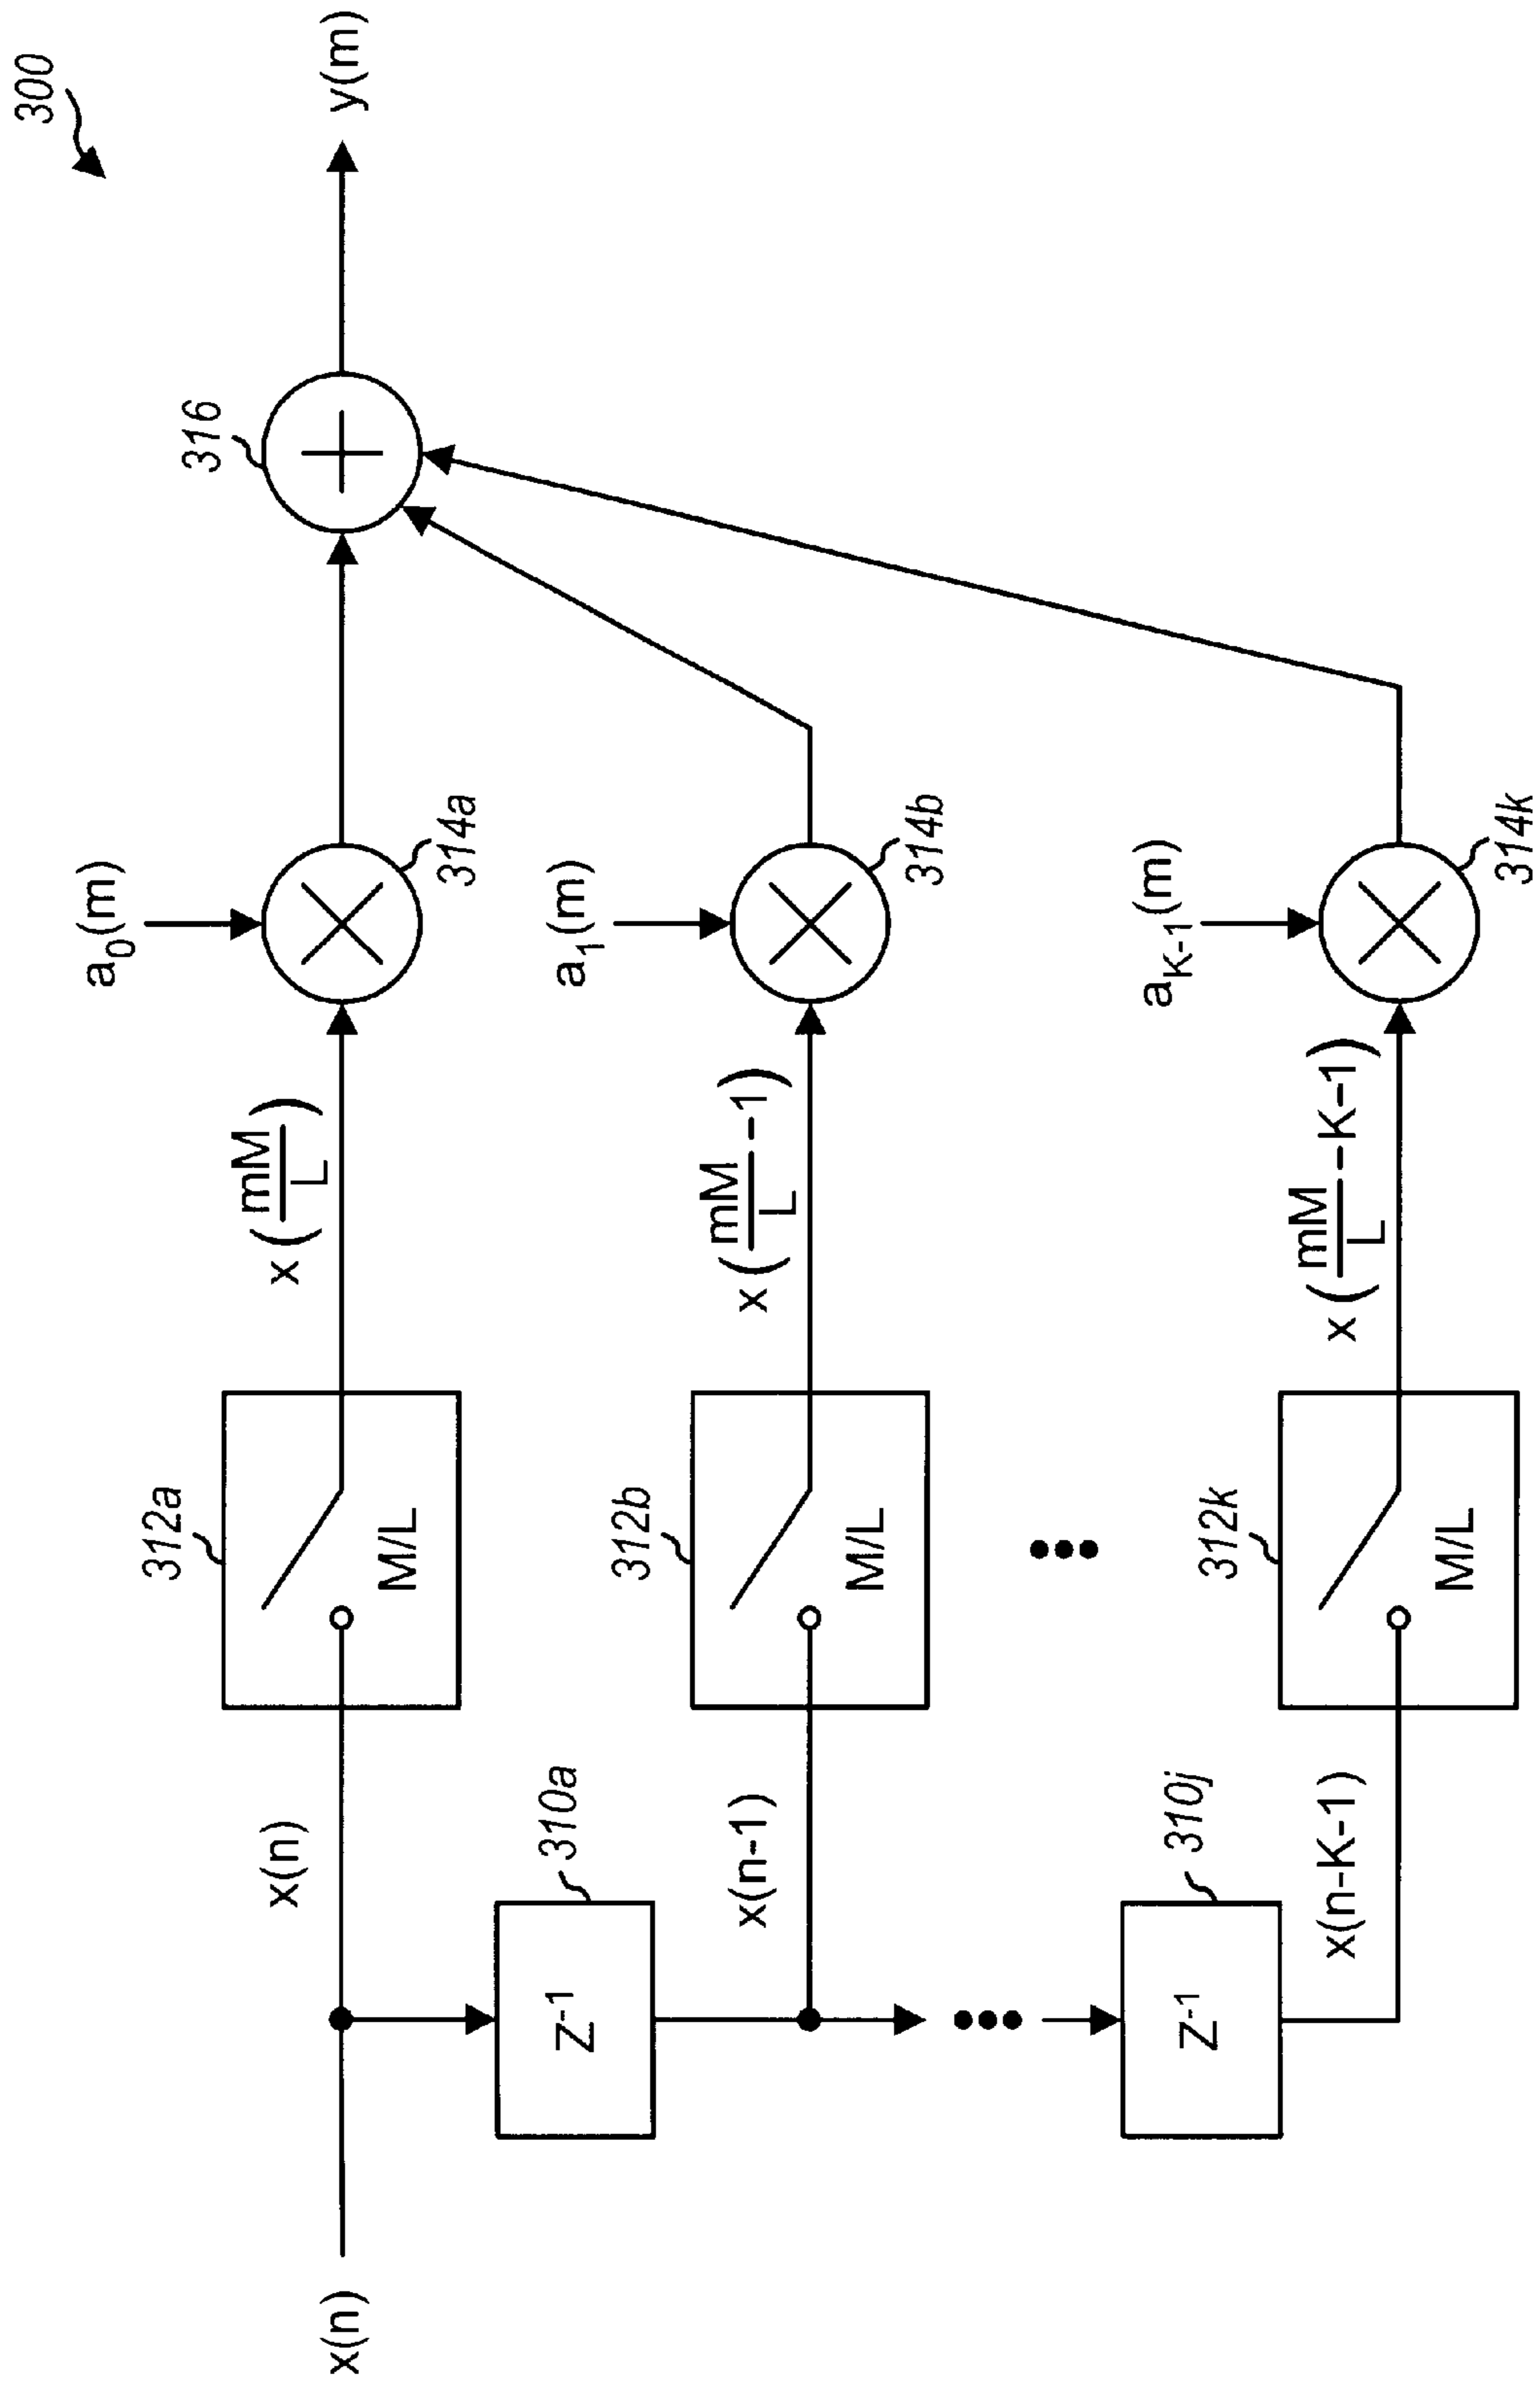 300
316
a0(m)
x(mM/L)
312a
x(n)
x(n)
M/L
314a
y(m)
310a
Z-1
x(n-1)
312b
M/L
x(mM/L-1)
a1(m)
314b
•••
•••
310j
Z-1
x(n-K-1)
312k
M/L
x(mM/L-K-1)
aK-1(m)
314k